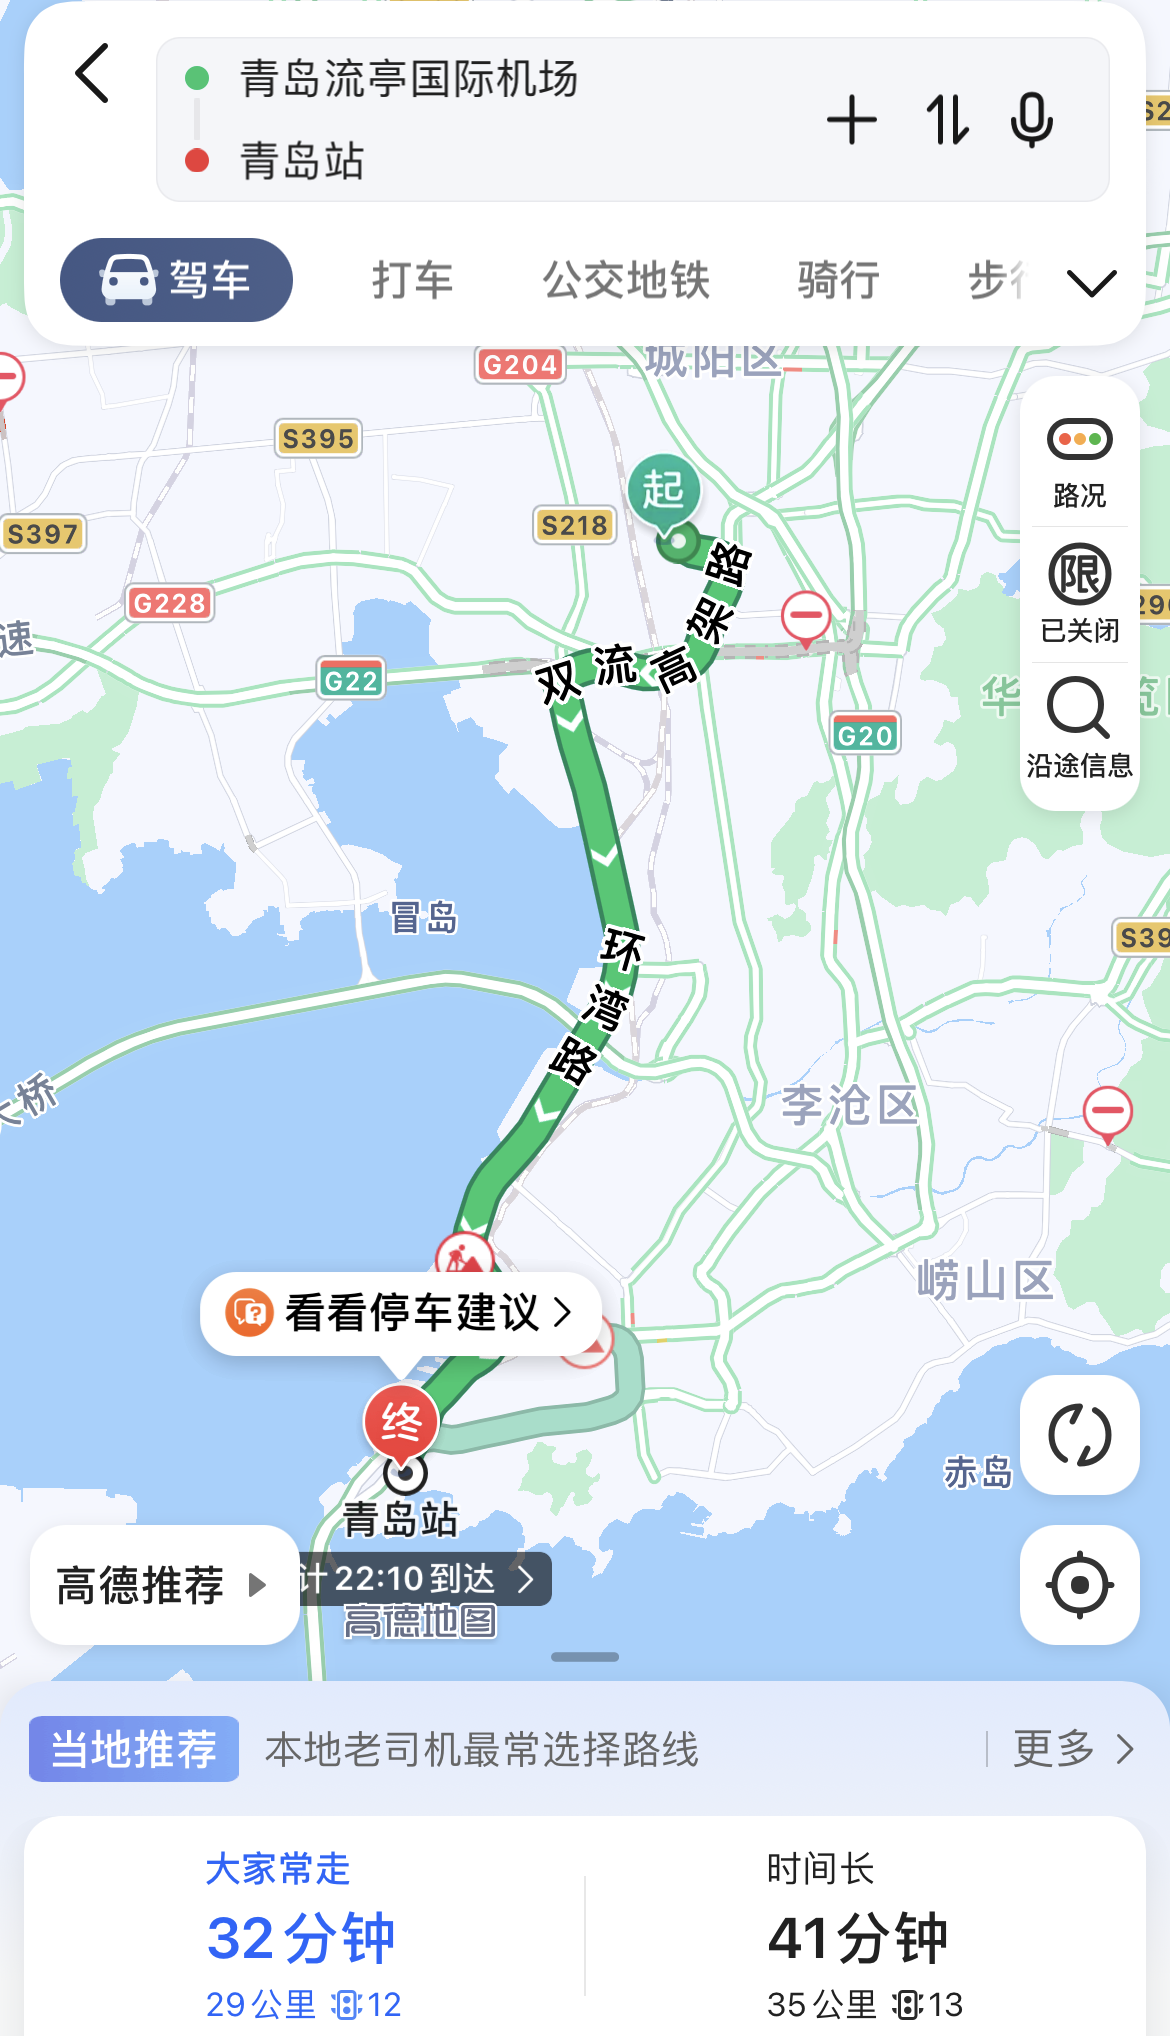 青岛流亭国际机场
青岛站
驾车
打车
公交地铁
骑行
城阳区
G204
S395
路况
S397
S218
起
限
已关闭
G228
双流高架路
速
G22
G20
沿途信息
冒岛
环湾路
大桥
李沧区
崂山区
看看停车建议
终
青岛站
赤岛
高德推荐
计22:10到达
高德地图
当地推荐
本地老司机最常选择路线
更多
大家常走
32分钟
29公里 12
时间长
41分钟
35公里 13